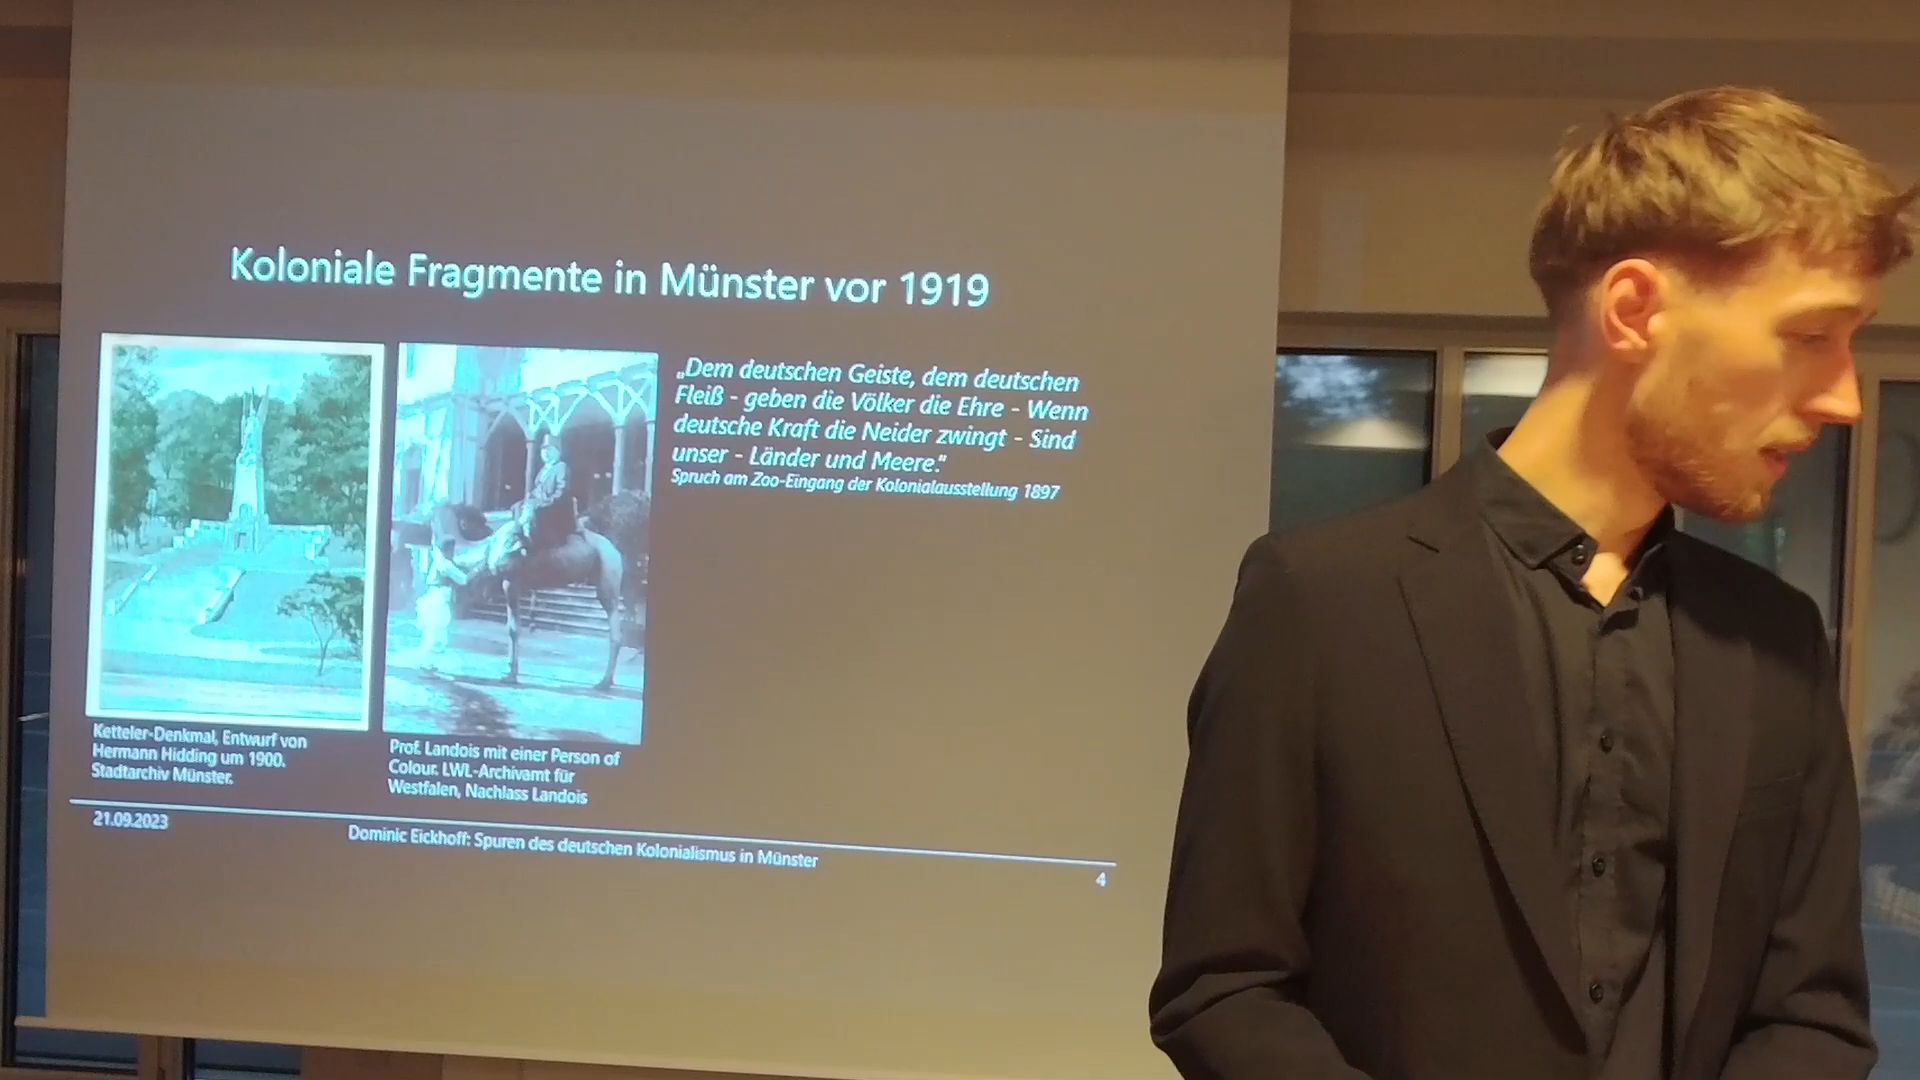 Koloniale Fragmente in Münster vor 1919
„Dem deutschen Geiste, dem deutschen
Fleiß - geben die Völker die Ehre - Wenn
deutsche Kraft die Neider zwingt - Sind
unser - Länder und Meere.“
Spruch am Zoo-Eingang der Kolonialausstellung 1897
Ketteler-Denkmal, Entwurf von
Hermann Hidding um 1900.
Stadtarchiv Münster.
Prof. Landois mit einer Person of
Colour. LWL-Archivamt für
Westfalen, Nachlass Landois
21.09.2023
Dominic Eickhoff: Spuren des deutschen Kolonialismus in Münster
4